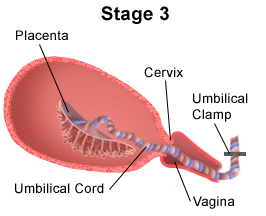 Stage 3
Placenta
Cervix
Umbilical
Clamp
Umbilical Cord
Vagina